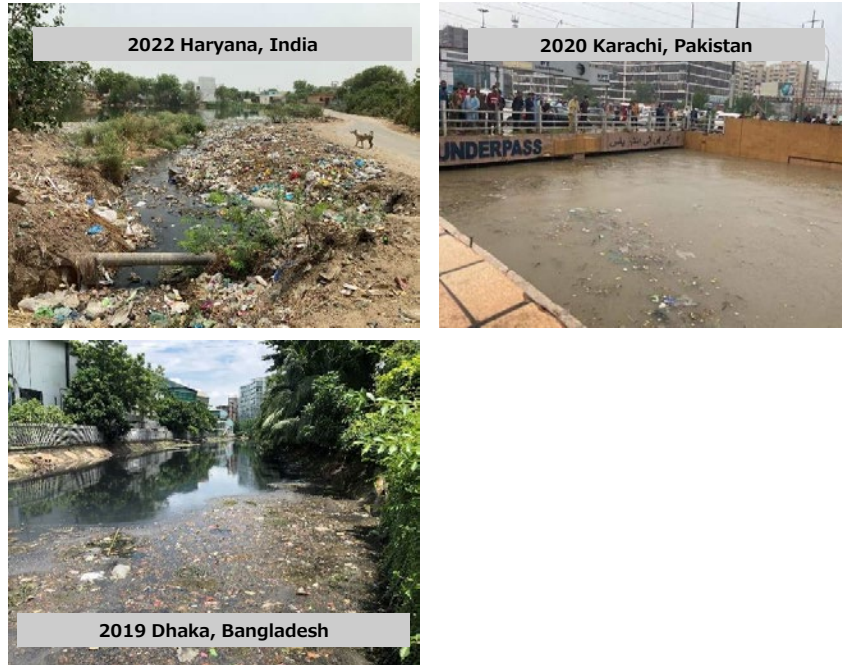 2022 Haryana, India
2020 Karachi, Pakistan
UNDERPASS
2019 Dhaka, Bangladesh